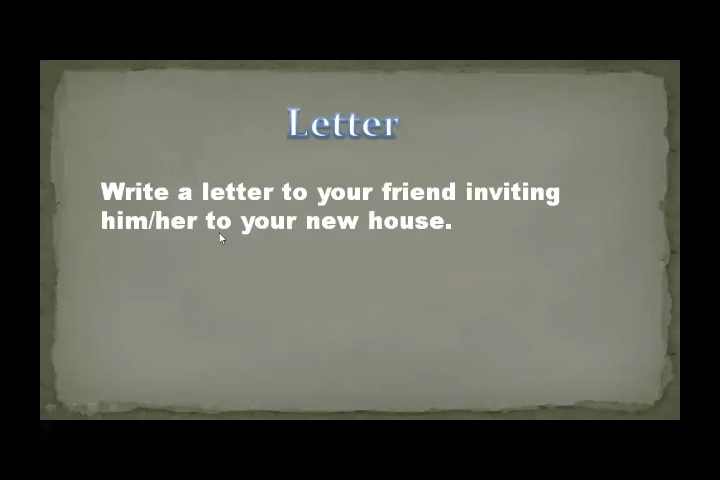 Letter
Write a letter to your friend inviting
him/her to your new house.